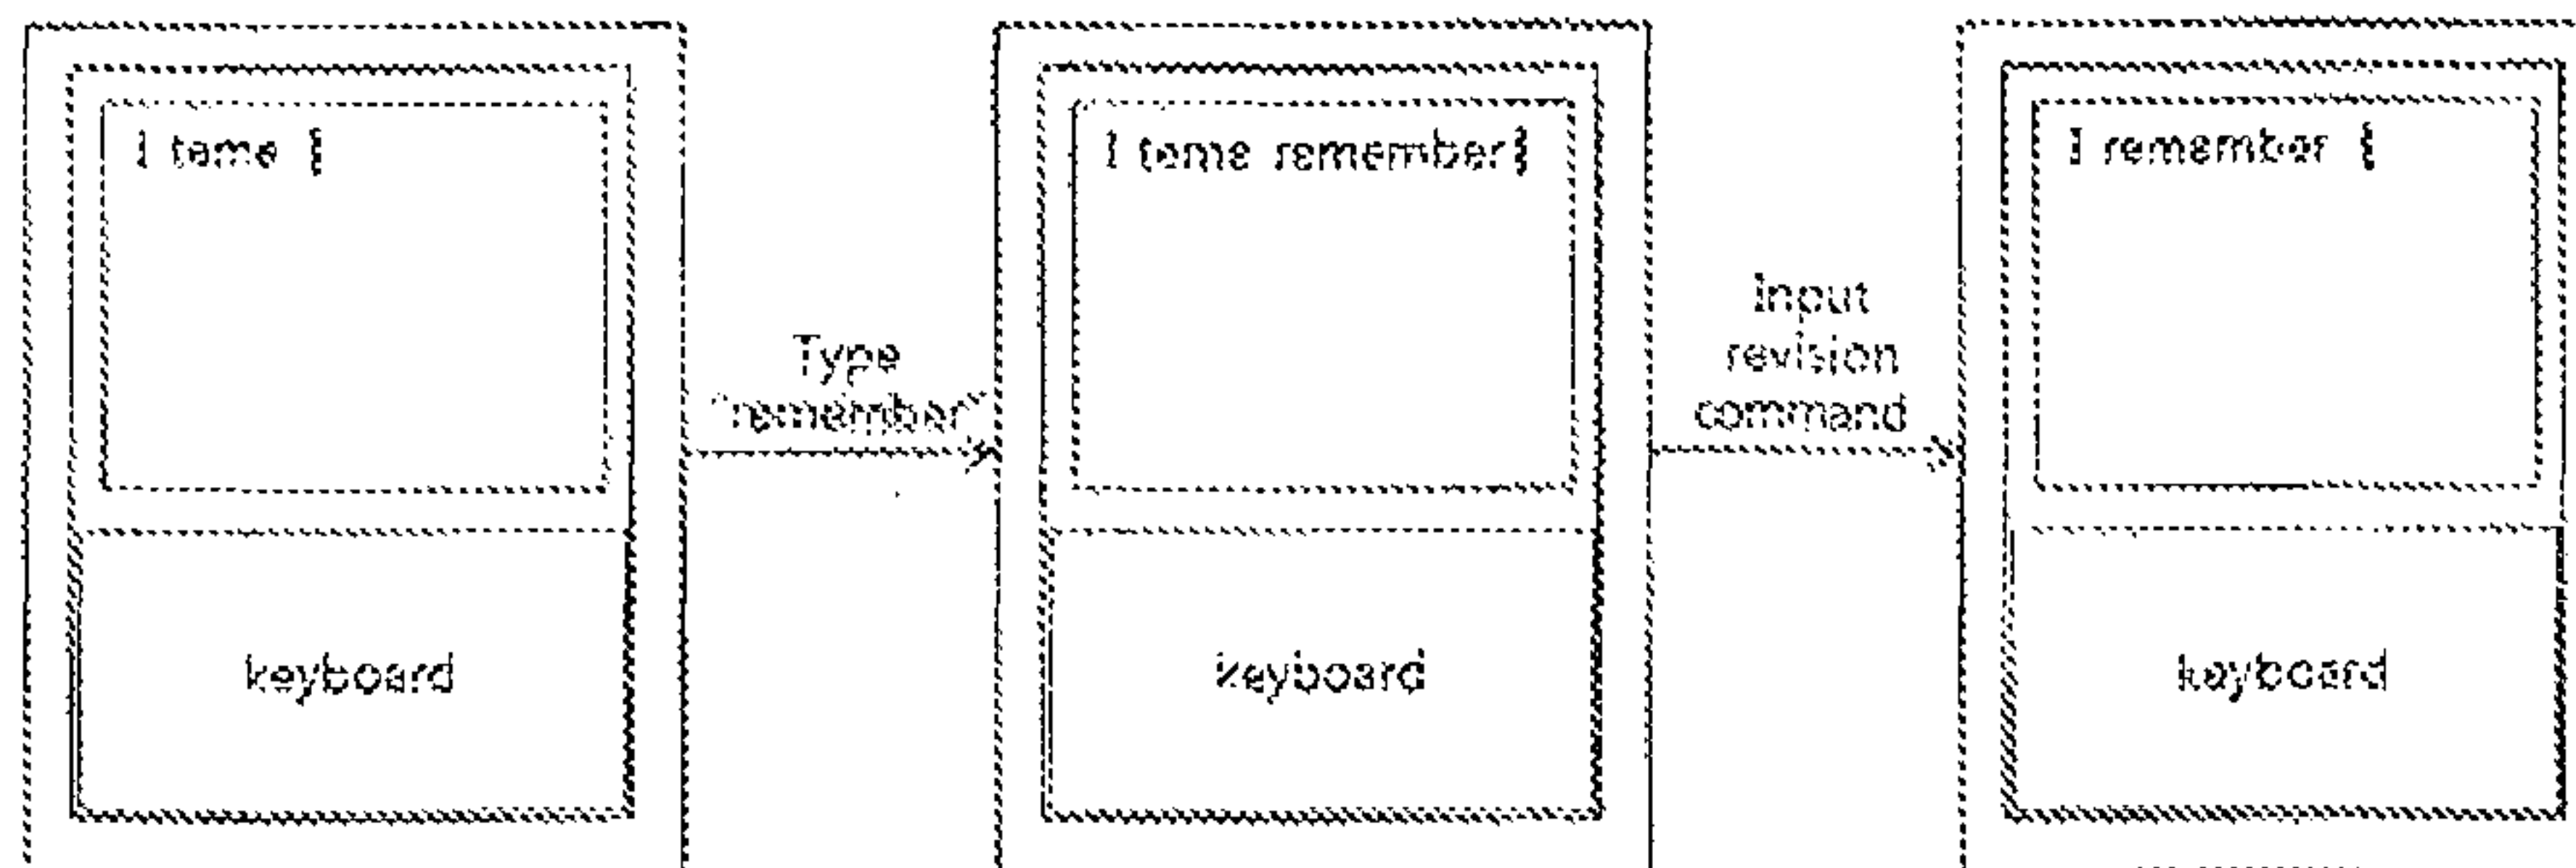 I teme
keyboard
Type
"remember"
I teme remember
keyboard
Input
revision
command
I remember
keyboard